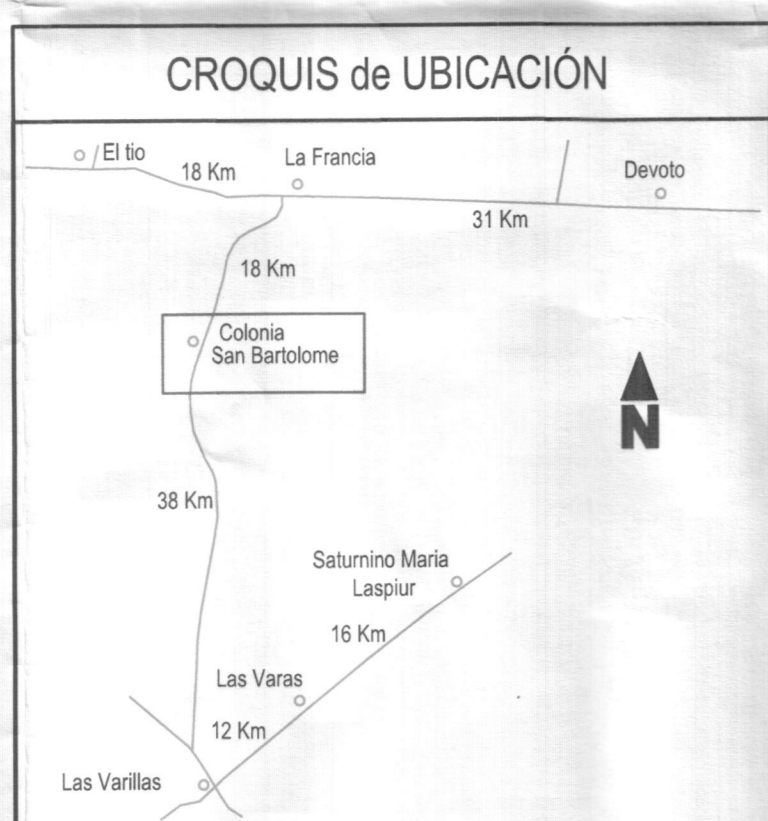 CROQUIS de UBICACIÓN
El tio
18 Km
La Francia
Devoto
31 Km
18 Km
Colonia
San Bartolome
N
38 Km
Saturnino Maria
Laspiur
16 Km
Las Varas
12 Km
Las Varillas